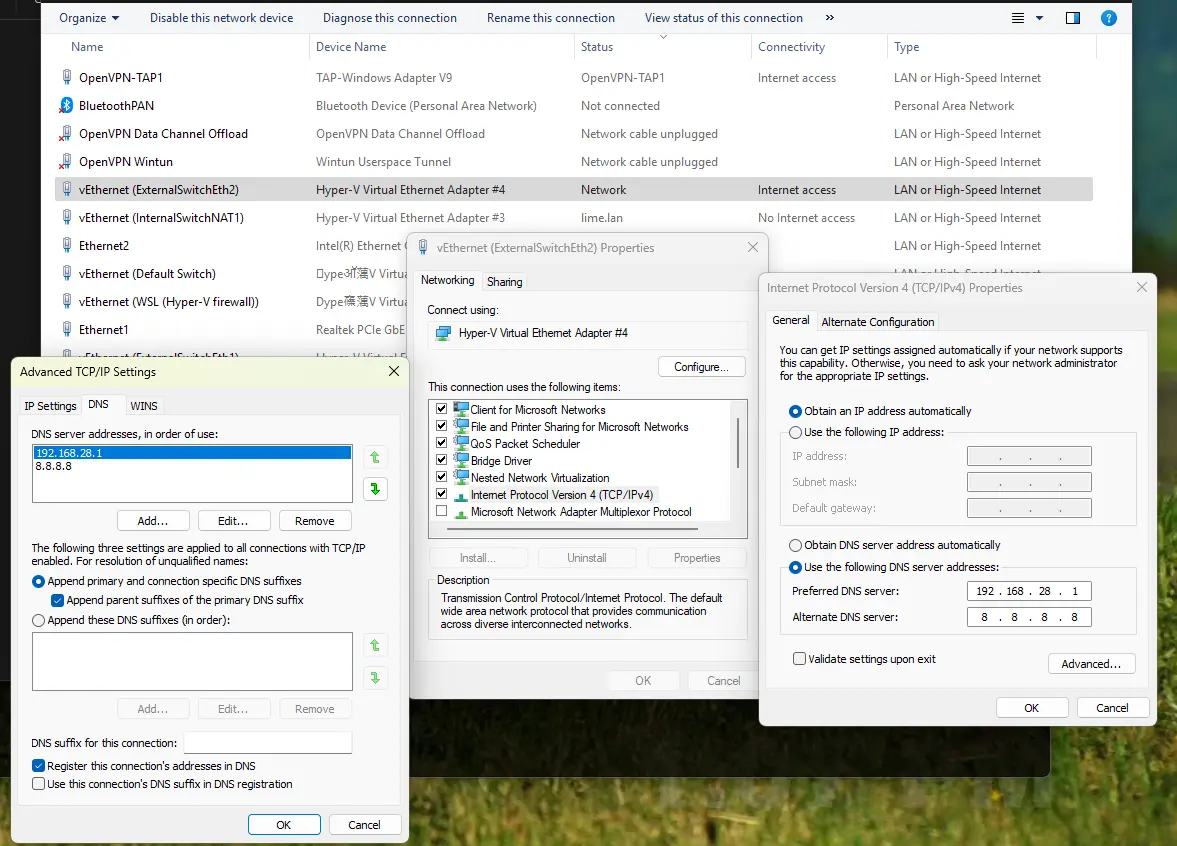 Organize Disable this network device Diagnose this connection Rename this connection View status of this connection »
Name Device Name Status Connectivity Type
OpenVPN-TAP1 TAP-Windows Adapter V9 OpenVPN-TAP1 Internet access LAN or High-Speed Internet
BluetoothPAN Bluetooth Device (Personal Area Network) Not connected Personal Area Network
OpenVPN Data Channel Offload OpenVPN Data Channel Offload Network cable unplugged LAN or High-Speed Internet
OpenVPN Wintun Wintun Userspace Tunnel Network cable unplugged LAN or High-Speed Internet
vEthernet (ExternalSwitchEth2) Hyper-V Virtual Ethernet Adapter #4 Network Internet access LAN or High-Speed Internet
vEthernet (InternalSwitchNAT1) Hyper-V Virtual Ethernet Adapter #3 lime.lan No Internet access LAN or High-Speed Internet
Ethernet2 Intel(R) Ethernet LAN or High-Speed Internet
vEthernet (Default Switch) LAN or High-Speed Internet
vEthernet (WSL (Hyper-V firewall))
Ethernet1 Realtek PCIe GbE
vEthernet (ExternalSwitchEth1) Hyper-V Virtual
vEthernet (ExternalSwitchEth2) Properties
Networking Sharing
Connect using:
Hyper-V Virtual Ethernet Adapter #4
Configure...
This connection uses the following items:
Client for Microsoft Networks
File and Printer Sharing for Microsoft Networks
QoS Packet Scheduler
Bridge Driver
Nested Network Virtualization
Internet Protocol Version 4 (TCP/IPv4)
Microsoft Network Adapter Multiplexor Protocol
Install... Uninstall Properties
Description
Transmission Control Protocol/Internet Protocol. The default
wide area network protocol that provides communication
across diverse interconnected networks.
OK Cancel
Internet Protocol Version 4 (TCP/IPv4) Properties
General Alternate Configuration
You can get IP settings assigned automatically if your network supports
this capability. Otherwise, you need to ask your network administrator
for the appropriate IP settings.
Obtain an IP address automatically
Use the following IP address:
IP address: . . .
Subnet mask: . . .
Default gateway: . . .
Obtain DNS server address automatically
Use the following DNS server addresses:
Preferred DNS server: 192 . 168 . 28 . 1
Alternate DNS server: 8 . 8 . 8 . 8
Validate settings upon exit
Advanced...
OK Cancel
Advanced TCP/IP Settings
IP Settings DNS WINS
DNS server addresses, in order of use:
192.168.28.1
8.8.8.8
Add... Edit... Remove
The following three settings are applied to all connections with TCP/IP
enabled. For resolution of unqualified names:
Append primary and connection specific DNS suffixes
Append parent suffixes of the primary DNS suffix
Append these DNS suffixes (in order):
Add... Edit... Remove
DNS suffix for this connection:
Register this connection's addresses in DNS
Use this connection's DNS suffix in DNS registration
OK Cancel